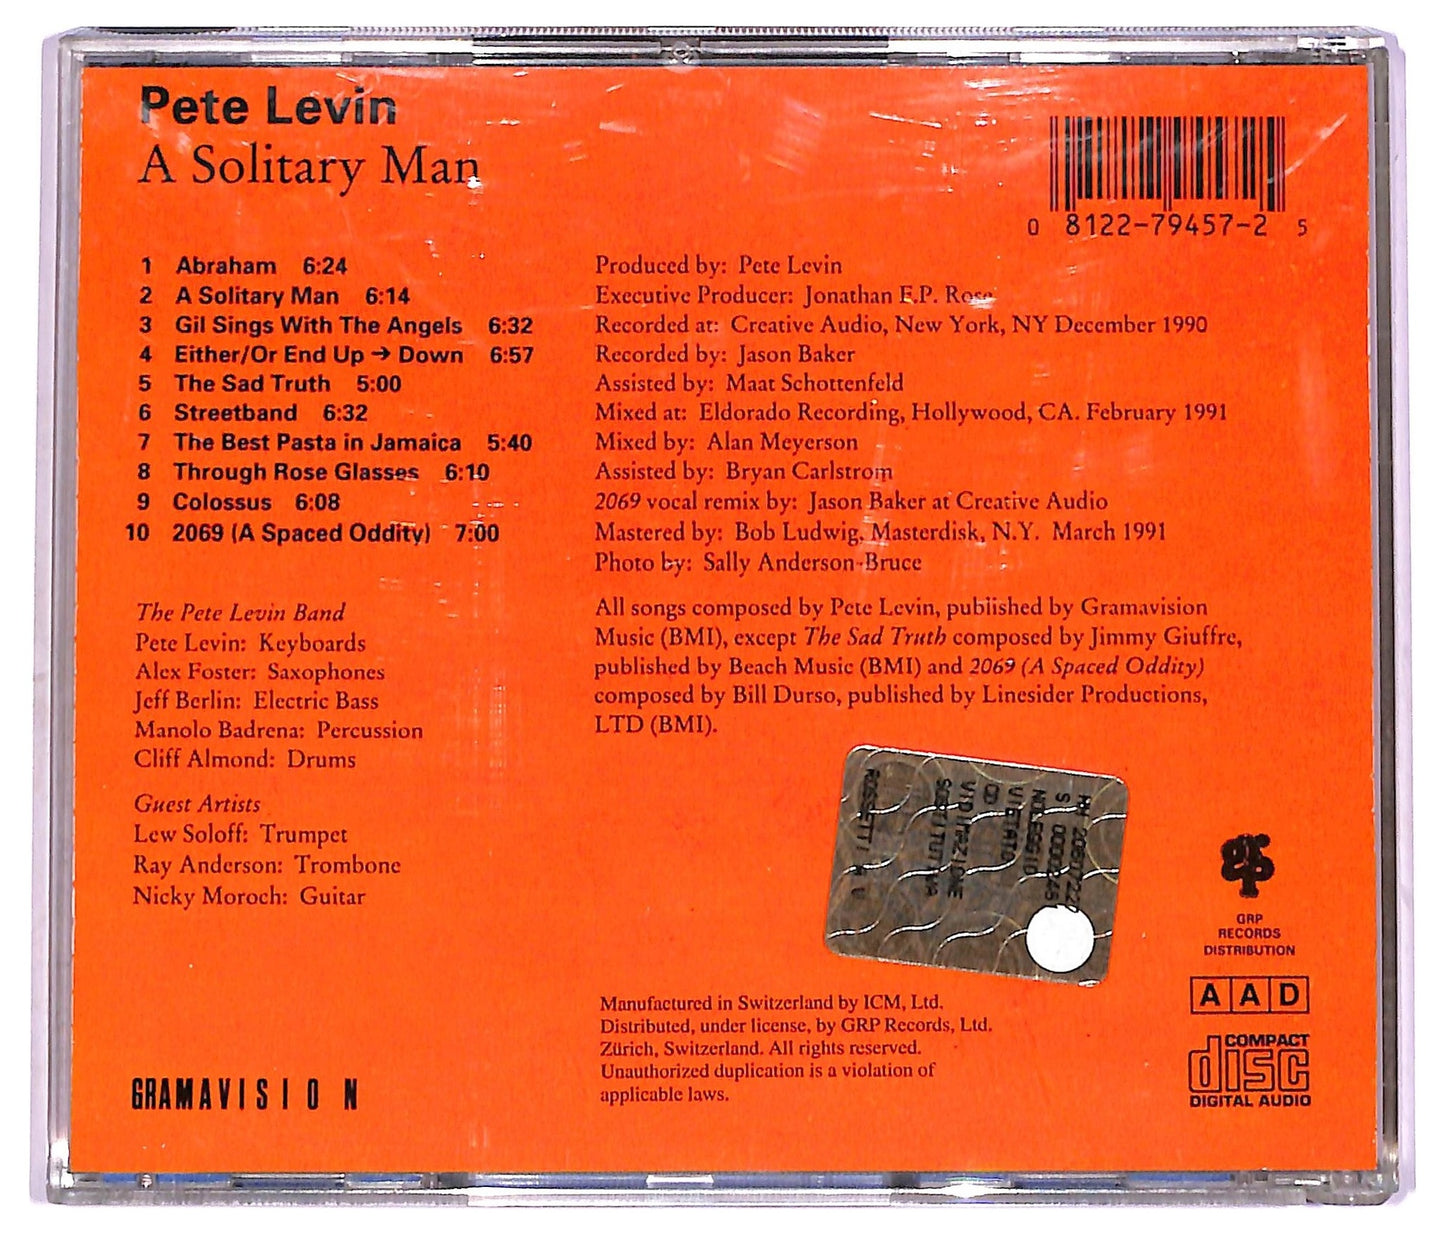 Pete Levin
A Solitary Man
0 8122-79457-2 5
1 Abraham 6:24
2 A Solitary Man 6:14
3 Gil Sings With The Angels 6:32
4 Either/Or End Up → Down 6:57
5 The Sad Truth 5:00
6 Streetband 6:32
7 The Best Pasta in Jamaica 5:40
8 Through Rose Glasses 6:10
9 Colossus 6:08
10 2069 (A Spaced Oddity) 7:00
The Pete Levin Band
Pete Levin: Keyboards
Alex Foster: Saxophones
Jeff Berlin: Electric Bass
Manolo Badrena: Percussion
Cliff Almond: Drums
Guest Artists
Lew Soloff: Trumpet
Ray Anderson: Trombone
Nicky Moroch: Guitar
GRAMAVISION
Produced by: Pete Levin
Executive Producer: Jonathan F.P. Rose
Recorded at: Creative Audio, New York, NY December 1990
Recorded by: Jason Baker
Assisted by: Maat Schottenfeld
Mixed at: Eldorado Recording, Hollywood, CA. February 1991
Mixed by: Alan Meyerson
Assisted by: Bryan Carlstrom
2069 vocal remix by: Jason Baker at Creative Audio
Mastered by: Bob Ludwig, Masterdisk, N.Y. March 1991
Photo by: Sally Anderson-Bruce
All songs composed by Pete Levin, published by Gramavision
Music (BMI), except The Sad Truth composed by Jimmy Giuffre,
published by Beach Music (BMI) and 2069 (A Spaced Oddity)
composed by Bill Durso, published by Linesider Productions,
LTD (BMI).
NOLEGGIO
VIETATO
CD
VIDIMAZIONE
SOSTITUTIVA
Manufactured in Switzerland by ICM, Ltd.
Distributed, under license, by GRP Records, Ltd.
Zürich, Switzerland. All rights reserved.
Unauthorized duplication is a violation of
applicable laws.
GRP
GRP
RECORDS
DISTRIBUTION
AAD
COMPACT
disc
DIGITAL AUDIO